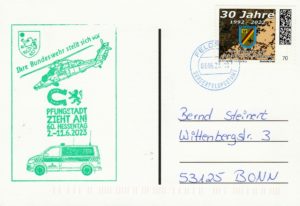 Ihre Bundeswehr stellt sich vor
PFUNGSTADT
ZIEHT AN!
60. HESSENTAG
2.–11.6.2023
30 Jahre
1992 - 2022
70
Bernd Steinert
Wittenbergstr. 3
53125 BONN